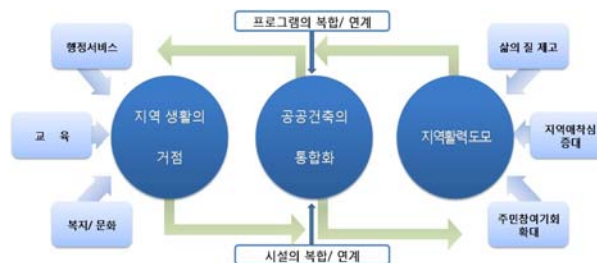 프로그램의 복합/ 연계
행정서비스
삶의 질 제고
지역 생활의
거점
공공건축의
통합화
지역활력도모
교 육
지역애착심
증대
복지/ 문화
주민참여기회
확대
시설의 복합/ 연계